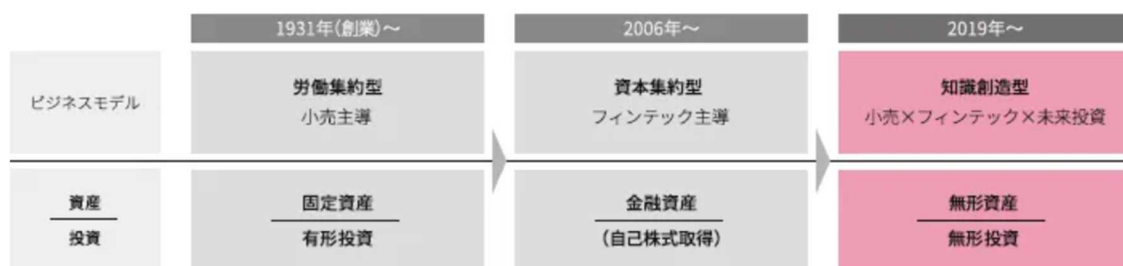 1931年(創業)〜
2006年〜
2019年〜
ビジネスモデル
労働集約型
小売主導
資本集約型
フィンテック主導
知識創造型
小売×フィンテック×未来投資
資産
投資
固定資産
有形投資
金融資産
(自己株式取得)
無形資産
無形投資